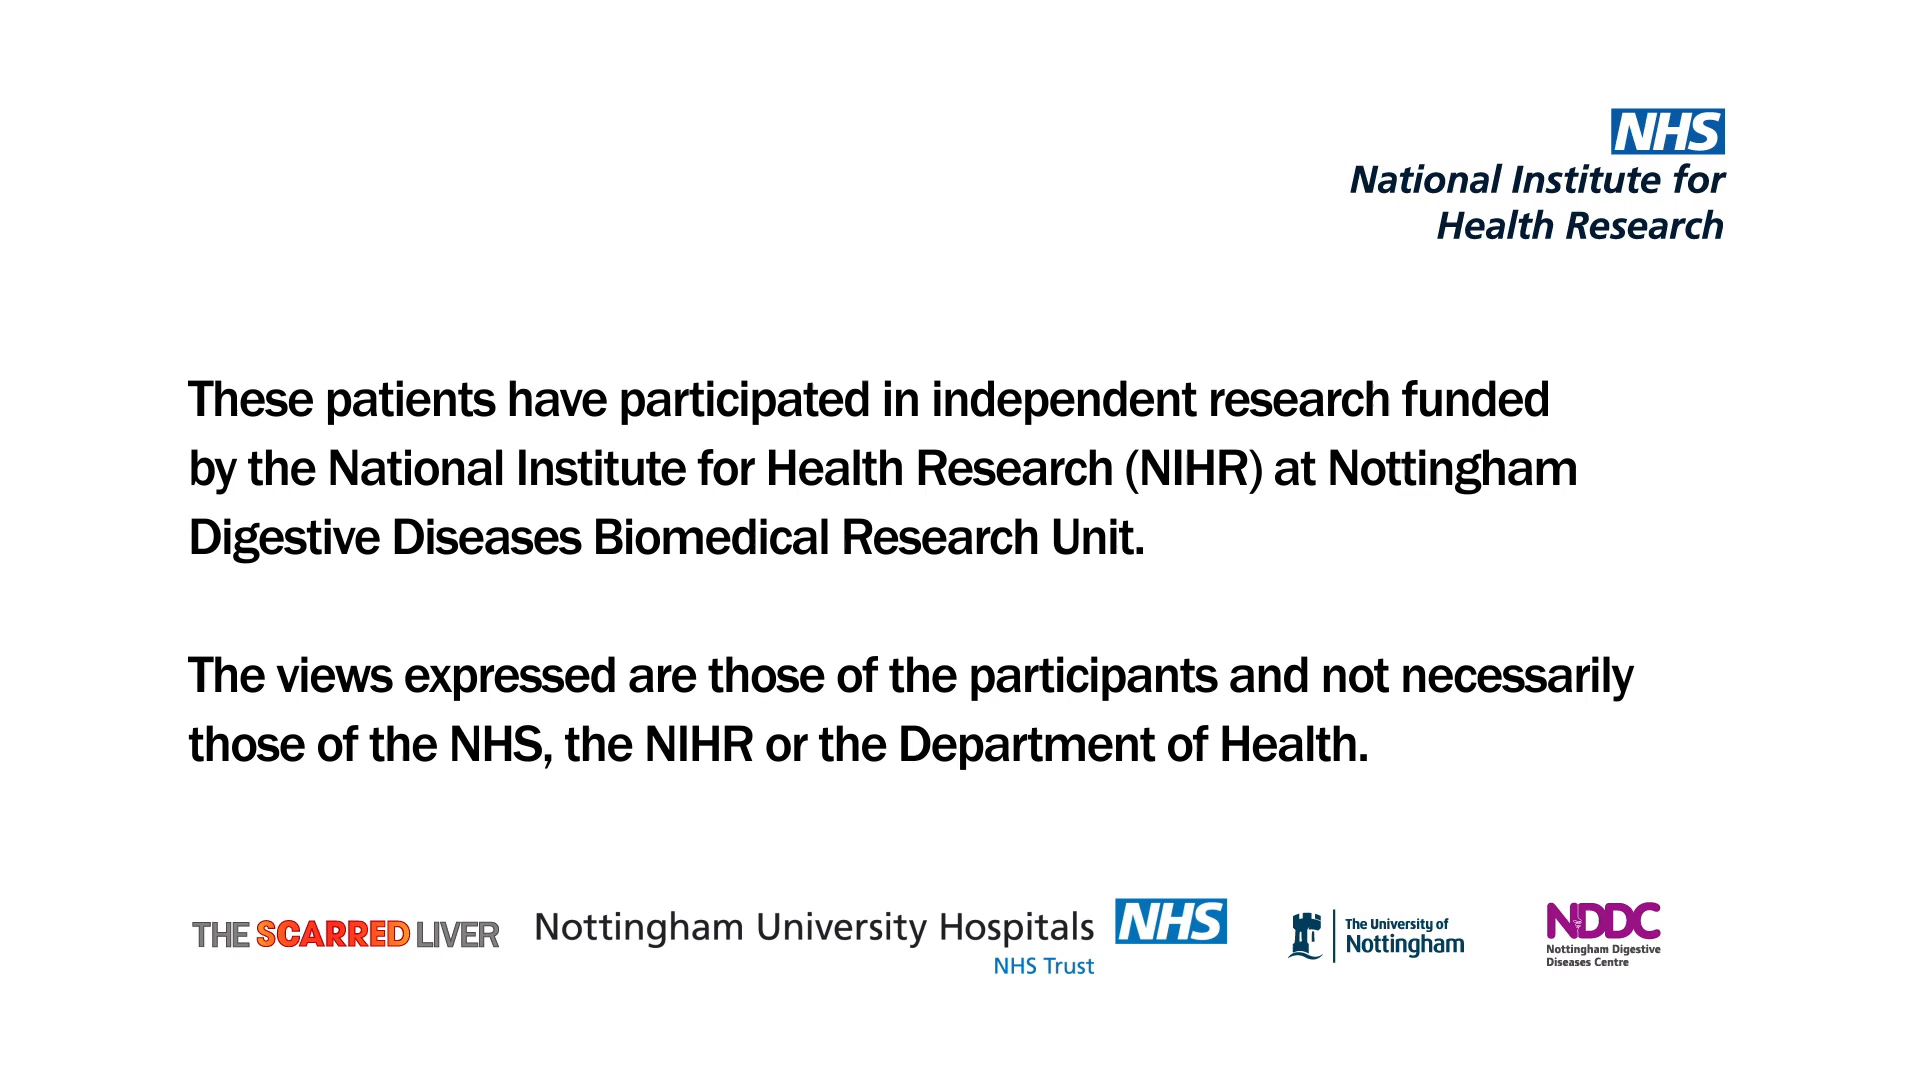 NHS
National Institute for
Health Research
These patients have participated in independent research funded
by the National Institute for Health Research (NIHR) at Nottingham
Digestive Diseases Biomedical Research Unit.
The views expressed are those of the participants and not necessarily
those of the NHS, the NIHR or the Department of Health.
THE SCARRED LIVER
Nottingham University Hospitals NHS
NHS Trust
The University of
Nottingham
NDDC
Nottingham Digestive
Diseases Centre